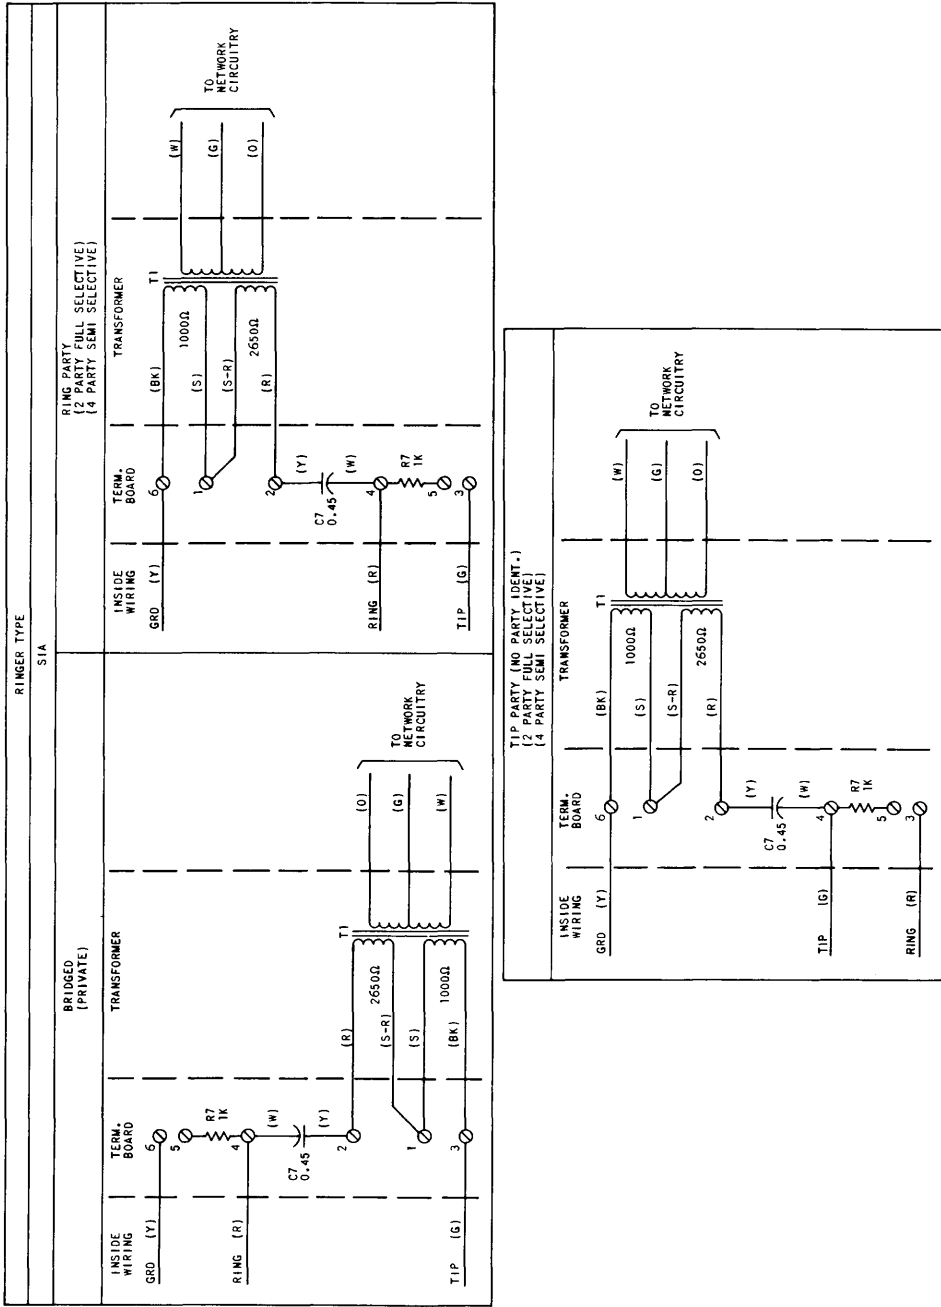 RINGER TYPE
S1A
BRIDGED
(PRIVATE)
INSIDE
WIRING
TERM.
BOARD
TRANSFORMER
GRD (Y)
6
5
R7
1K
RING (R)
4
(W)
C7
0.45
(Y)
2
(R)
T1
2650Ω
(S-R)
1
(S)
1000Ω
TIP (G)
3
(BK)
(O)
(G)
(W)
TO
NETWORK
CIRCUITRY
RING PARTY
(2 PARTY FULL SELECTIVE)
(4 PARTY SEMI SELECTIVE)
INSIDE
WIRING
TERM.
BOARD
TRANSFORMER
GRD (Y)
6
(BK)
T1
1000Ω
1
(S)
(S-R)
2650Ω
2
(R)
(Y)
C7
0.45
(W)
RING (R)
4
R7
1K
5
TIP (G)
3
(W)
(G)
(O)
TO
NETWORK
CIRCUITRY
TIP PARTY (NO PARTY IDENT.)
(2 PARTY FULL SELECTIVE)
(4 PARTY SEMI SELECTIVE)
INSIDE
WIRING
TERM.
BOARD
TRANSFORMER
GRD (Y)
6
(BK)
T1
1000Ω
1
(S)
(S-R)
2650Ω
2
(R)
(Y)
C7
0.45
(W)
TIP (G)
4
R7
1K
5
RING (R)
3
(W)
(G)
(O)
TO
NETWORK
CIRCUITRY